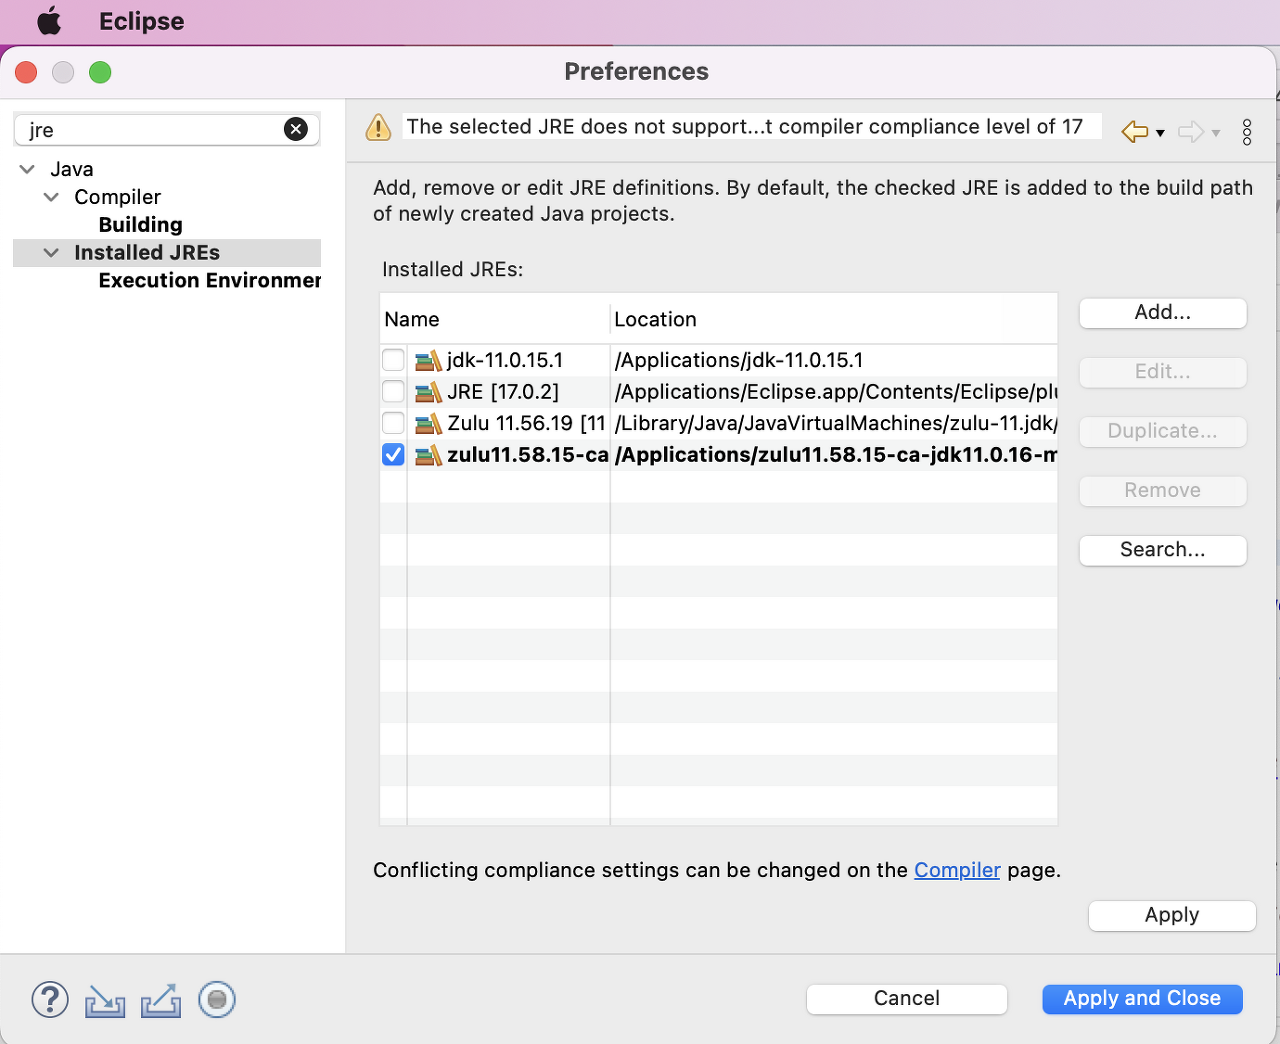 Eclipse
Preferences
jre
The selected JRE does not support...t compiler compliance level of 17
Java
Compiler
Building
Installed JREs
Execution Environmer
Add, remove or edit JRE definitions. By default, the checked JRE is added to the build path
of newly created Java projects.
Installed JREs:
Name Location
jdk-11.0.15.1 /Applications/jdk-11.0.15.1
JRE [17.0.2] /Applications/Eclipse.app/Contents/Eclipse/plu
Zulu 11.56.19 [11 /Library/Java/JavaVirtualMachines/zulu-11.jdk/
zulu11.58.15-ca /Applications/zulu11.58.15-ca-jdk11.0.16-m
Add...
Edit...
Duplicate...
Remove
Search...
Conflicting compliance settings can be changed on the Compiler page.
Apply
?
Cancel
Apply and Close